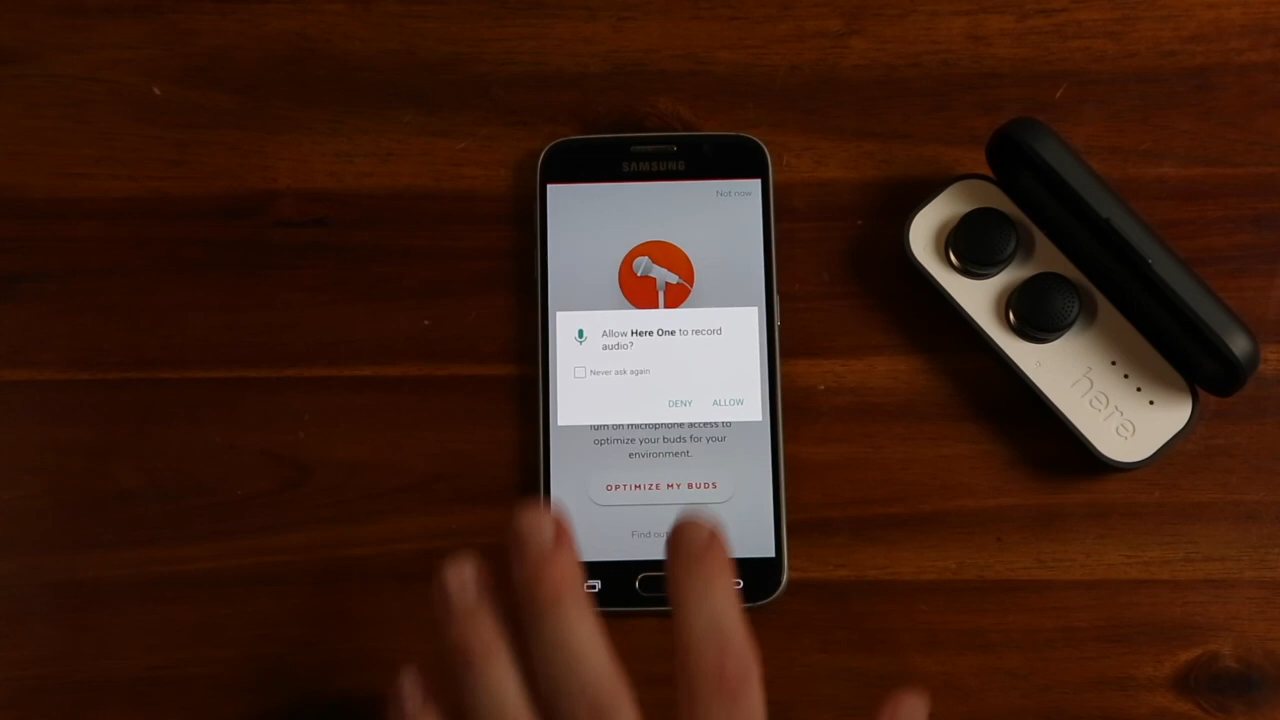 SAMSUNG
Not now
Allow Here One to record
audio?
Never ask again
DENY ALLOW
Turn on microphone access to
optimize your buds for your
environment.
OPTIMIZE MY BUDS
Find
here